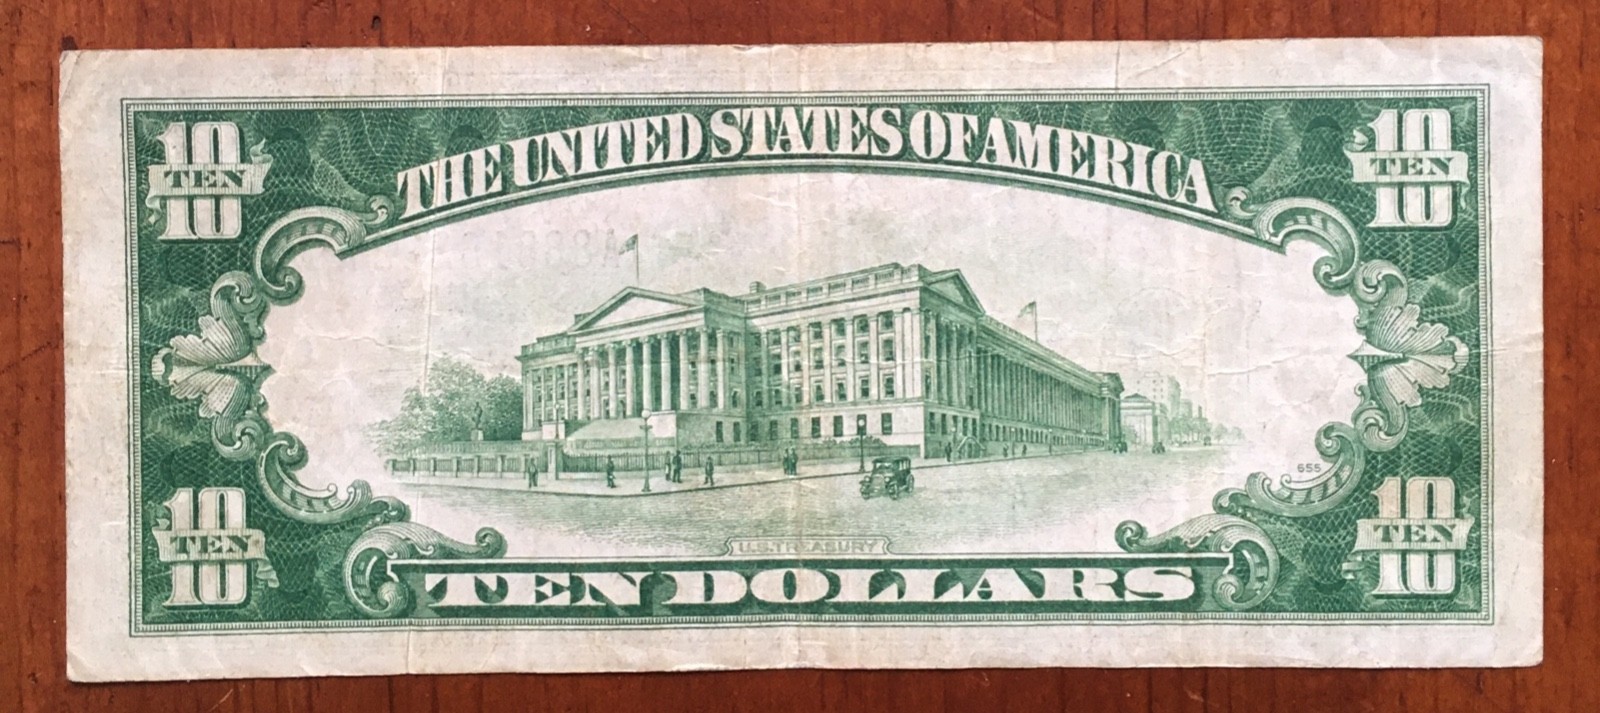 10 TEN 10
THE UNITED STATES OF AMERICA
10 TEN 10
655
10 TEN 10
U.S. TREASURY
TEN DOLLARS
10 TEN 10